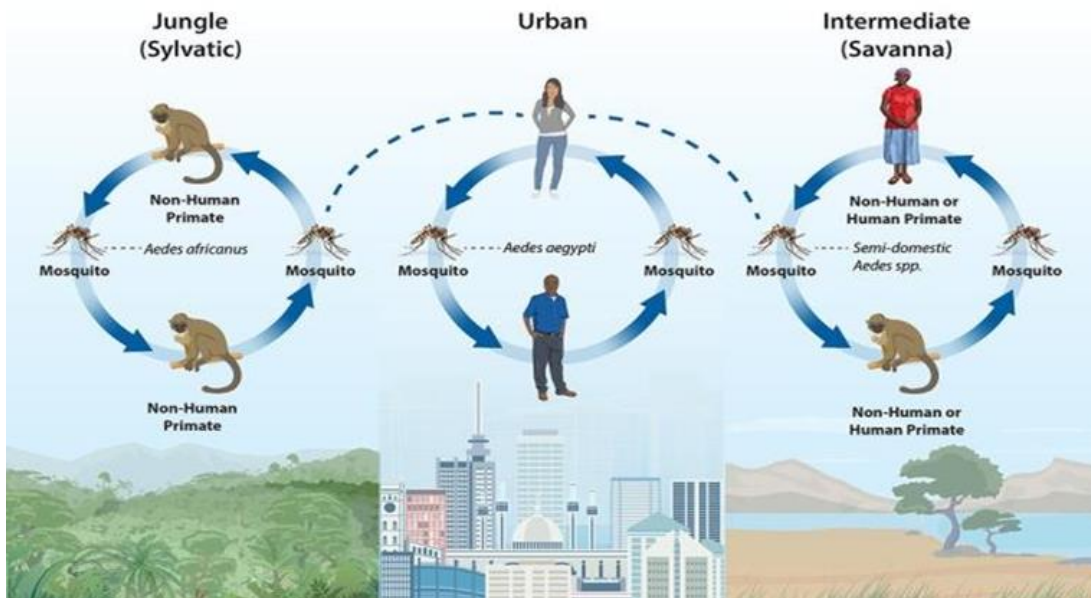 Jungle
(Sylvatic)
Non-Human
Primate
Mosquito
Aedes africanus
Mosquito
Non-Human
Primate
Urban
Mosquito
Aedes aegypti
Mosquito
Intermediate
(Savanna)
Non-Human or
Human Primate
Mosquito
Semi-domestic
Aedes spp.
Mosquito
Non-Human or
Human Primate